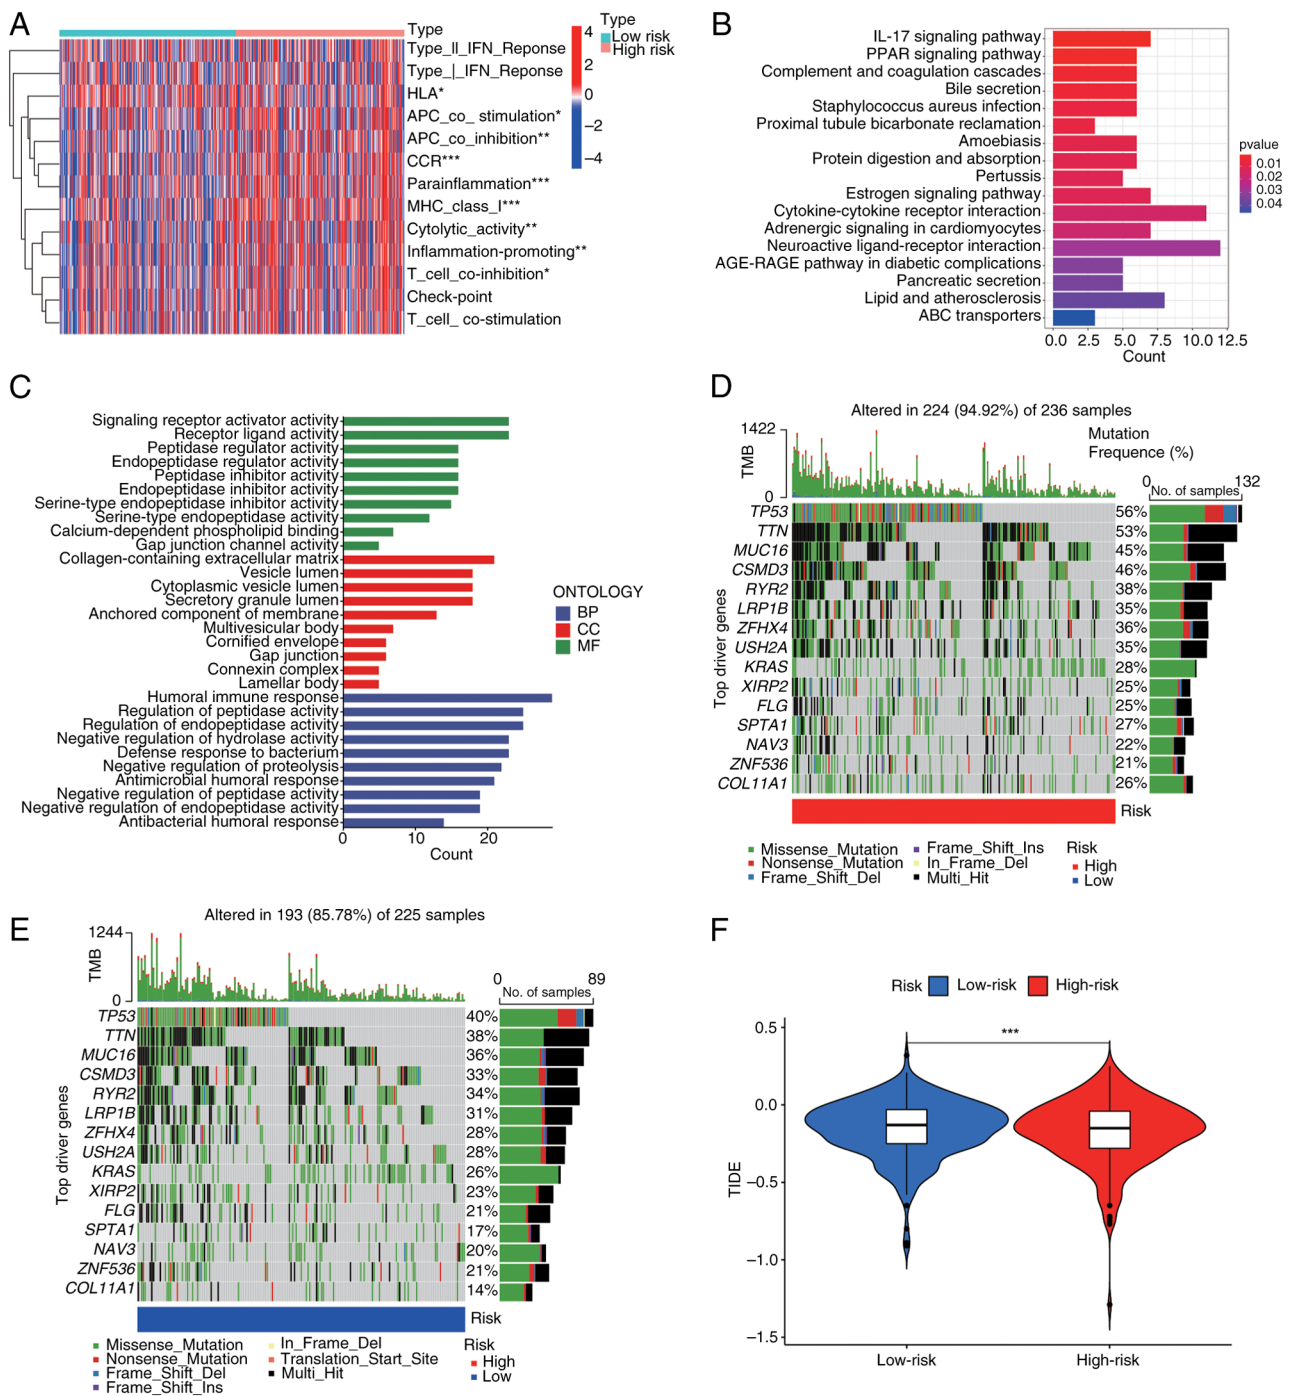 A
Type
Type_II_IFN_Reponse
Type_|_IFN_Reponse
HLA*
APC_co_ stimulation*
APC_co_inhibition**
CCR***
Parainflammation***
MHC_class_I***
Cytolytic_activity**
Inflammation-promoting**
T_cell_co-inhibition*
Check-point
T_cell_ co-stimulation
4
2
0
−2
−4
Type
Low risk
High risk
B
IL-17 signaling pathway
PPAR signaling pathway
Complement and coagulation cascades
Bile secretion
Staphylococcus aureus infection
Proximal tubule bicarbonate reclamation
Amoebiasis
Protein digestion and absorption
Pertussis
Estrogen signaling pathway
Cytokine-cytokine receptor interaction
Adrenergic signaling in cardiomyocytes
Neuroactive ligand-receptor interaction
AGE-RAGE pathway in diabetic complications
Pancreatic secretion
Lipid and atherosclerosis
ABC transporters
0.0 2.5 5.0 7.5 10.0 12.5
Count
pvalue
0.01
0.02
0.03
0.04
C
Signaling receptor activator activity
Receptor ligand activity
Peptidase regulator activity
Endopeptidase regulator activity
Peptidase inhibitor activity
Endopeptidase inhibitor activity
Serine-type endopeptidase inhibitor activity
Serine-type endopeptidase activity
Calcium-dependent phospholipid binding
Gap junction channel activity
Collagen-containing extracellular matrix
Vesicle lumen
Cytoplasmic vesicle lumen
Secretory granule lumen
Anchored component of membrane
Multivesicular body
Cornified envelope
Gap junction
Connexin complex
Lamellar body
Humoral immune response
Regulation of peptidase activity
Regulation of endopeptidase activity
Negative regulation of hydrolase activity
Defense response to bacterium
Negative regulation of proteolysis
Antimicrobial humoral response
Negative regulation of peptidase activity
Negative regulation of endopeptidase activity
Antibacterial humoral response
0 10 20
Count
ONTOLOGY
BP
CC
MF
D
Altered in 224 (94.92%) of 236 samples
1422
TMB
0
Mutation
Frequence (%)
0 132
No. of samples
Top driver genes
TP53 56%
TTN 53%
MUC16 45%
CSMD3 46%
RYR2 38%
LRP1B 35%
ZFHX4 36%
USH2A 35%
KRAS 28%
XIRP2 25%
FLG 25%
SPTA1 27%
NAV3 22%
ZNF536 21%
COL11A1 26%
Risk
Missense_Mutation
Nonsense_Mutation
Frame_Shift_Del
Frame_Shift_Ins
In_Frame_Del
Multi_Hit
Risk
High
Low
E
Altered in 193 (85.78%) of 225 samples
1244
TMB
0
0 89
No. of samples
Top driver genes
TP53 40%
TTN 38%
MUC16 36%
CSMD3 33%
RYR2 34%
LRP1B 31%
ZFHX4 28%
USH2A 28%
KRAS 26%
XIRP2 23%
FLG 21%
SPTA1 17%
NAV3 20%
ZNF536 21%
COL11A1 14%
Risk
Missense_Mutation
Nonsense_Mutation
Frame_Shift_Del
Frame_Shift_Ins
In_Frame_Del
Translation_Start_Site
Multi_Hit
Risk
High
Low
F
Risk Low-risk High-risk
***
0.5
0.0
−0.5
−1.0
−1.5
TIDE
Low-risk High-risk